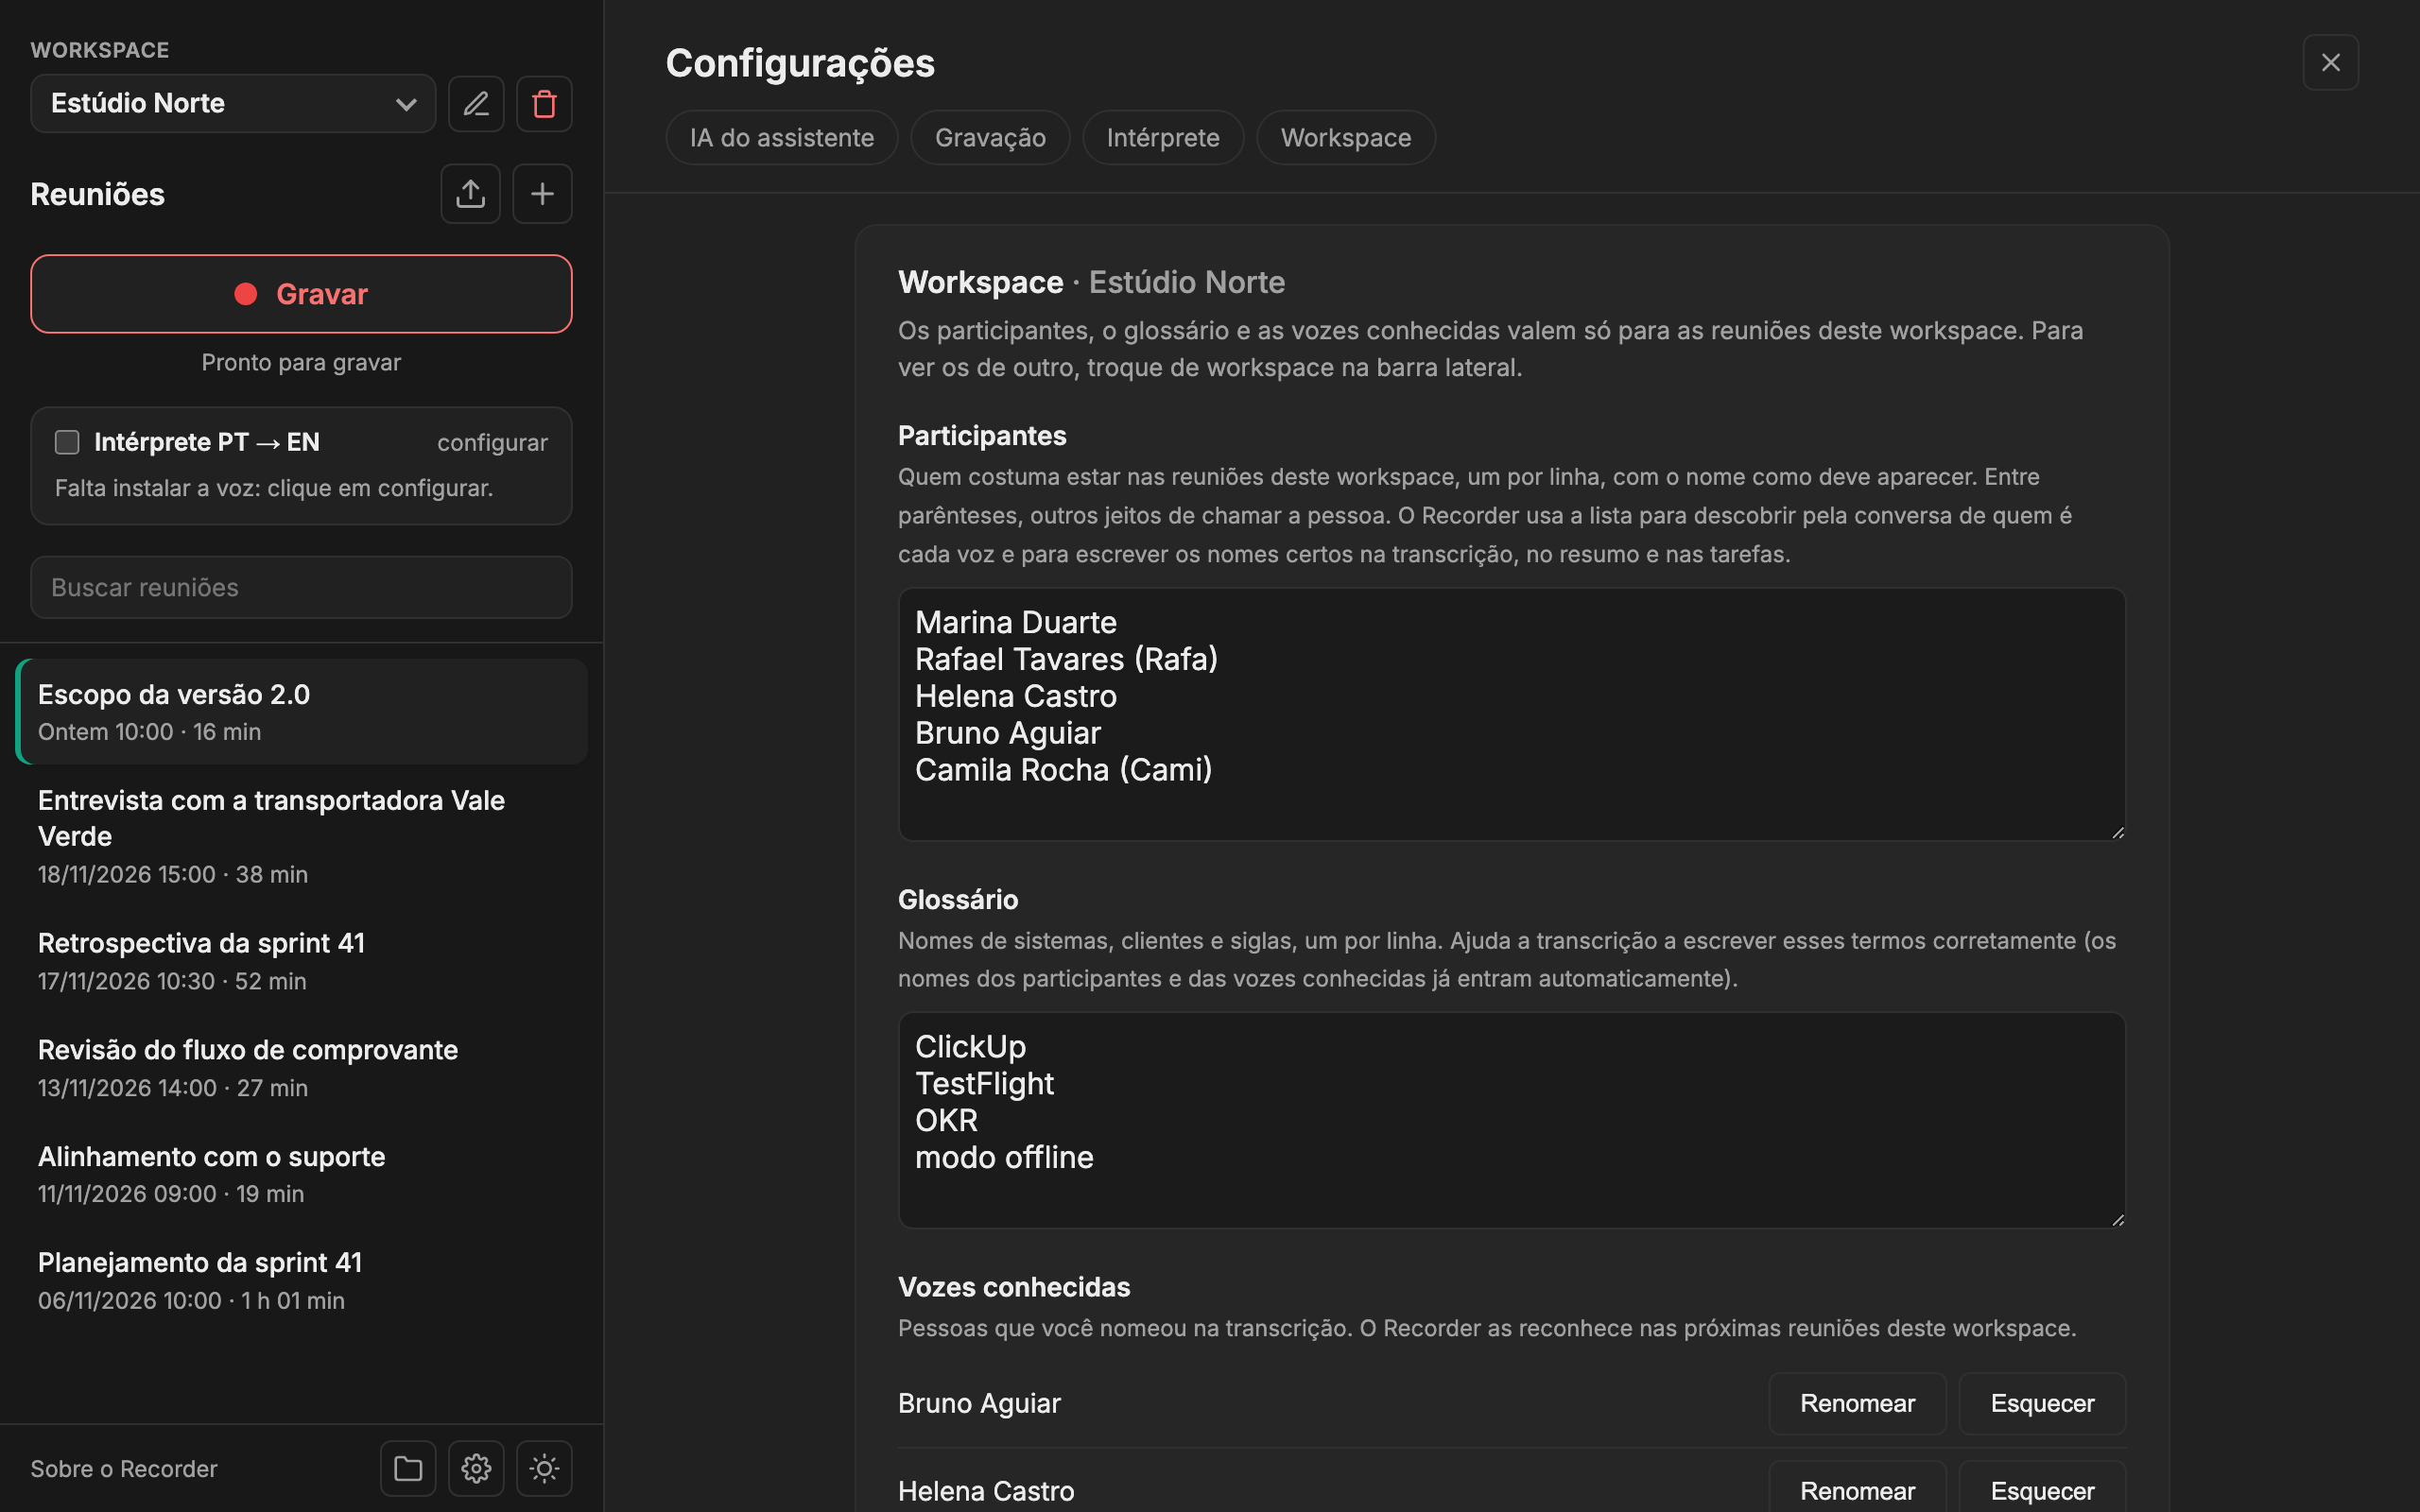 WORKSPACE
Estúdio Norte
Reuniões
Gravar
Pronto para gravar
Intérprete PT → EN
configurar
Falta instalar a voz: clique em configurar.
Buscar reuniões
Escopo da versão 2.0
Ontem 10:00 · 16 min
Entrevista com a transportadora Vale
Verde
18/11/2026 15:00 · 38 min
Retrospectiva da sprint 41
17/11/2026 10:30 · 52 min
Revisão do fluxo de comprovante
13/11/2026 14:00 · 27 min
Alinhamento com o suporte
11/11/2026 09:00 · 19 min
Planejamento da sprint 41
06/11/2026 10:00 · 1 h 01 min
Sobre o Recorder
Configurações
IA do assistente
Gravação
Intérprete
Workspace
Workspace · Estúdio Norte
Os participantes, o glossário e as vozes conhecidas valem só para as reuniões deste workspace. Para
ver os de outro, troque de workspace na barra lateral.
Participantes
Quem costuma estar nas reuniões deste workspace, um por linha, com o nome como deve aparecer. Entre
parênteses, outros jeitos de chamar a pessoa. O Recorder usa a lista para descobrir pela conversa de quem é
cada voz e para escrever os nomes certos na transcrição, no resumo e nas tarefas.
Marina Duarte
Rafael Tavares (Rafa)
Helena Castro
Bruno Aguiar
Camila Rocha (Cami)
Glossário
Nomes de sistemas, clientes e siglas, um por linha. Ajuda a transcrição a escrever esses termos corretamente (os
nomes dos participantes e das vozes conhecidas já entram automaticamente).
ClickUp
TestFlight
OKR
modo offline
Vozes conhecidas
Pessoas que você nomeou na transcrição. O Recorder as reconhece nas próximas reuniões deste workspace.
Bruno Aguiar
Renomear
Esquecer
Helena Castro
Renomear
Esquecer